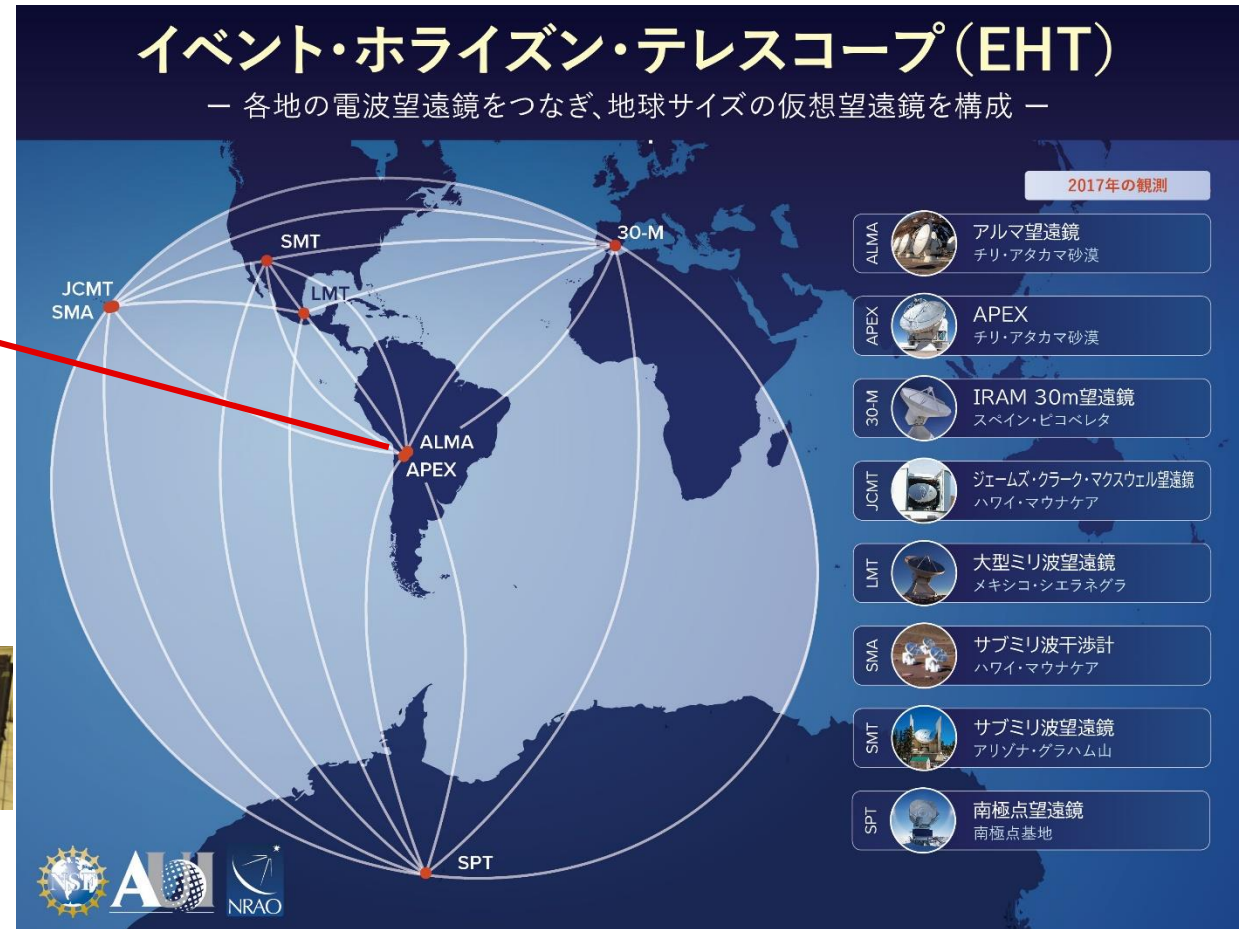 イベント・ホライズン・テレスコープ(EHT)
ー 各地の電波望遠鏡をつなぎ、地球サイズの仮想望遠鏡を構成 ー
2017年の観測
30-M
SMT
JCMT
SMA
LMT
ALMA
APEX
SPT
ALMA
アルマ望遠鏡
チリ・アタカマ砂漠
APEX
APEX
チリ・アタカマ砂漠
30-M
IRAM 30m望遠鏡
スペイン・ピコベレタ
JCMT
ジェームズ・クラーク・マクスウェル望遠鏡
ハワイ・マウナケア
LMT
大型ミリ波望遠鏡
メキシコ・シエラネグラ
SMA
サブミリ波干渉計
ハワイ・マウナケア
SMT
サブミリ波望遠鏡
アリゾナ・グラハム山
SPT
南極点望遠鏡
南極点基地
NSF
AUI
NRAO